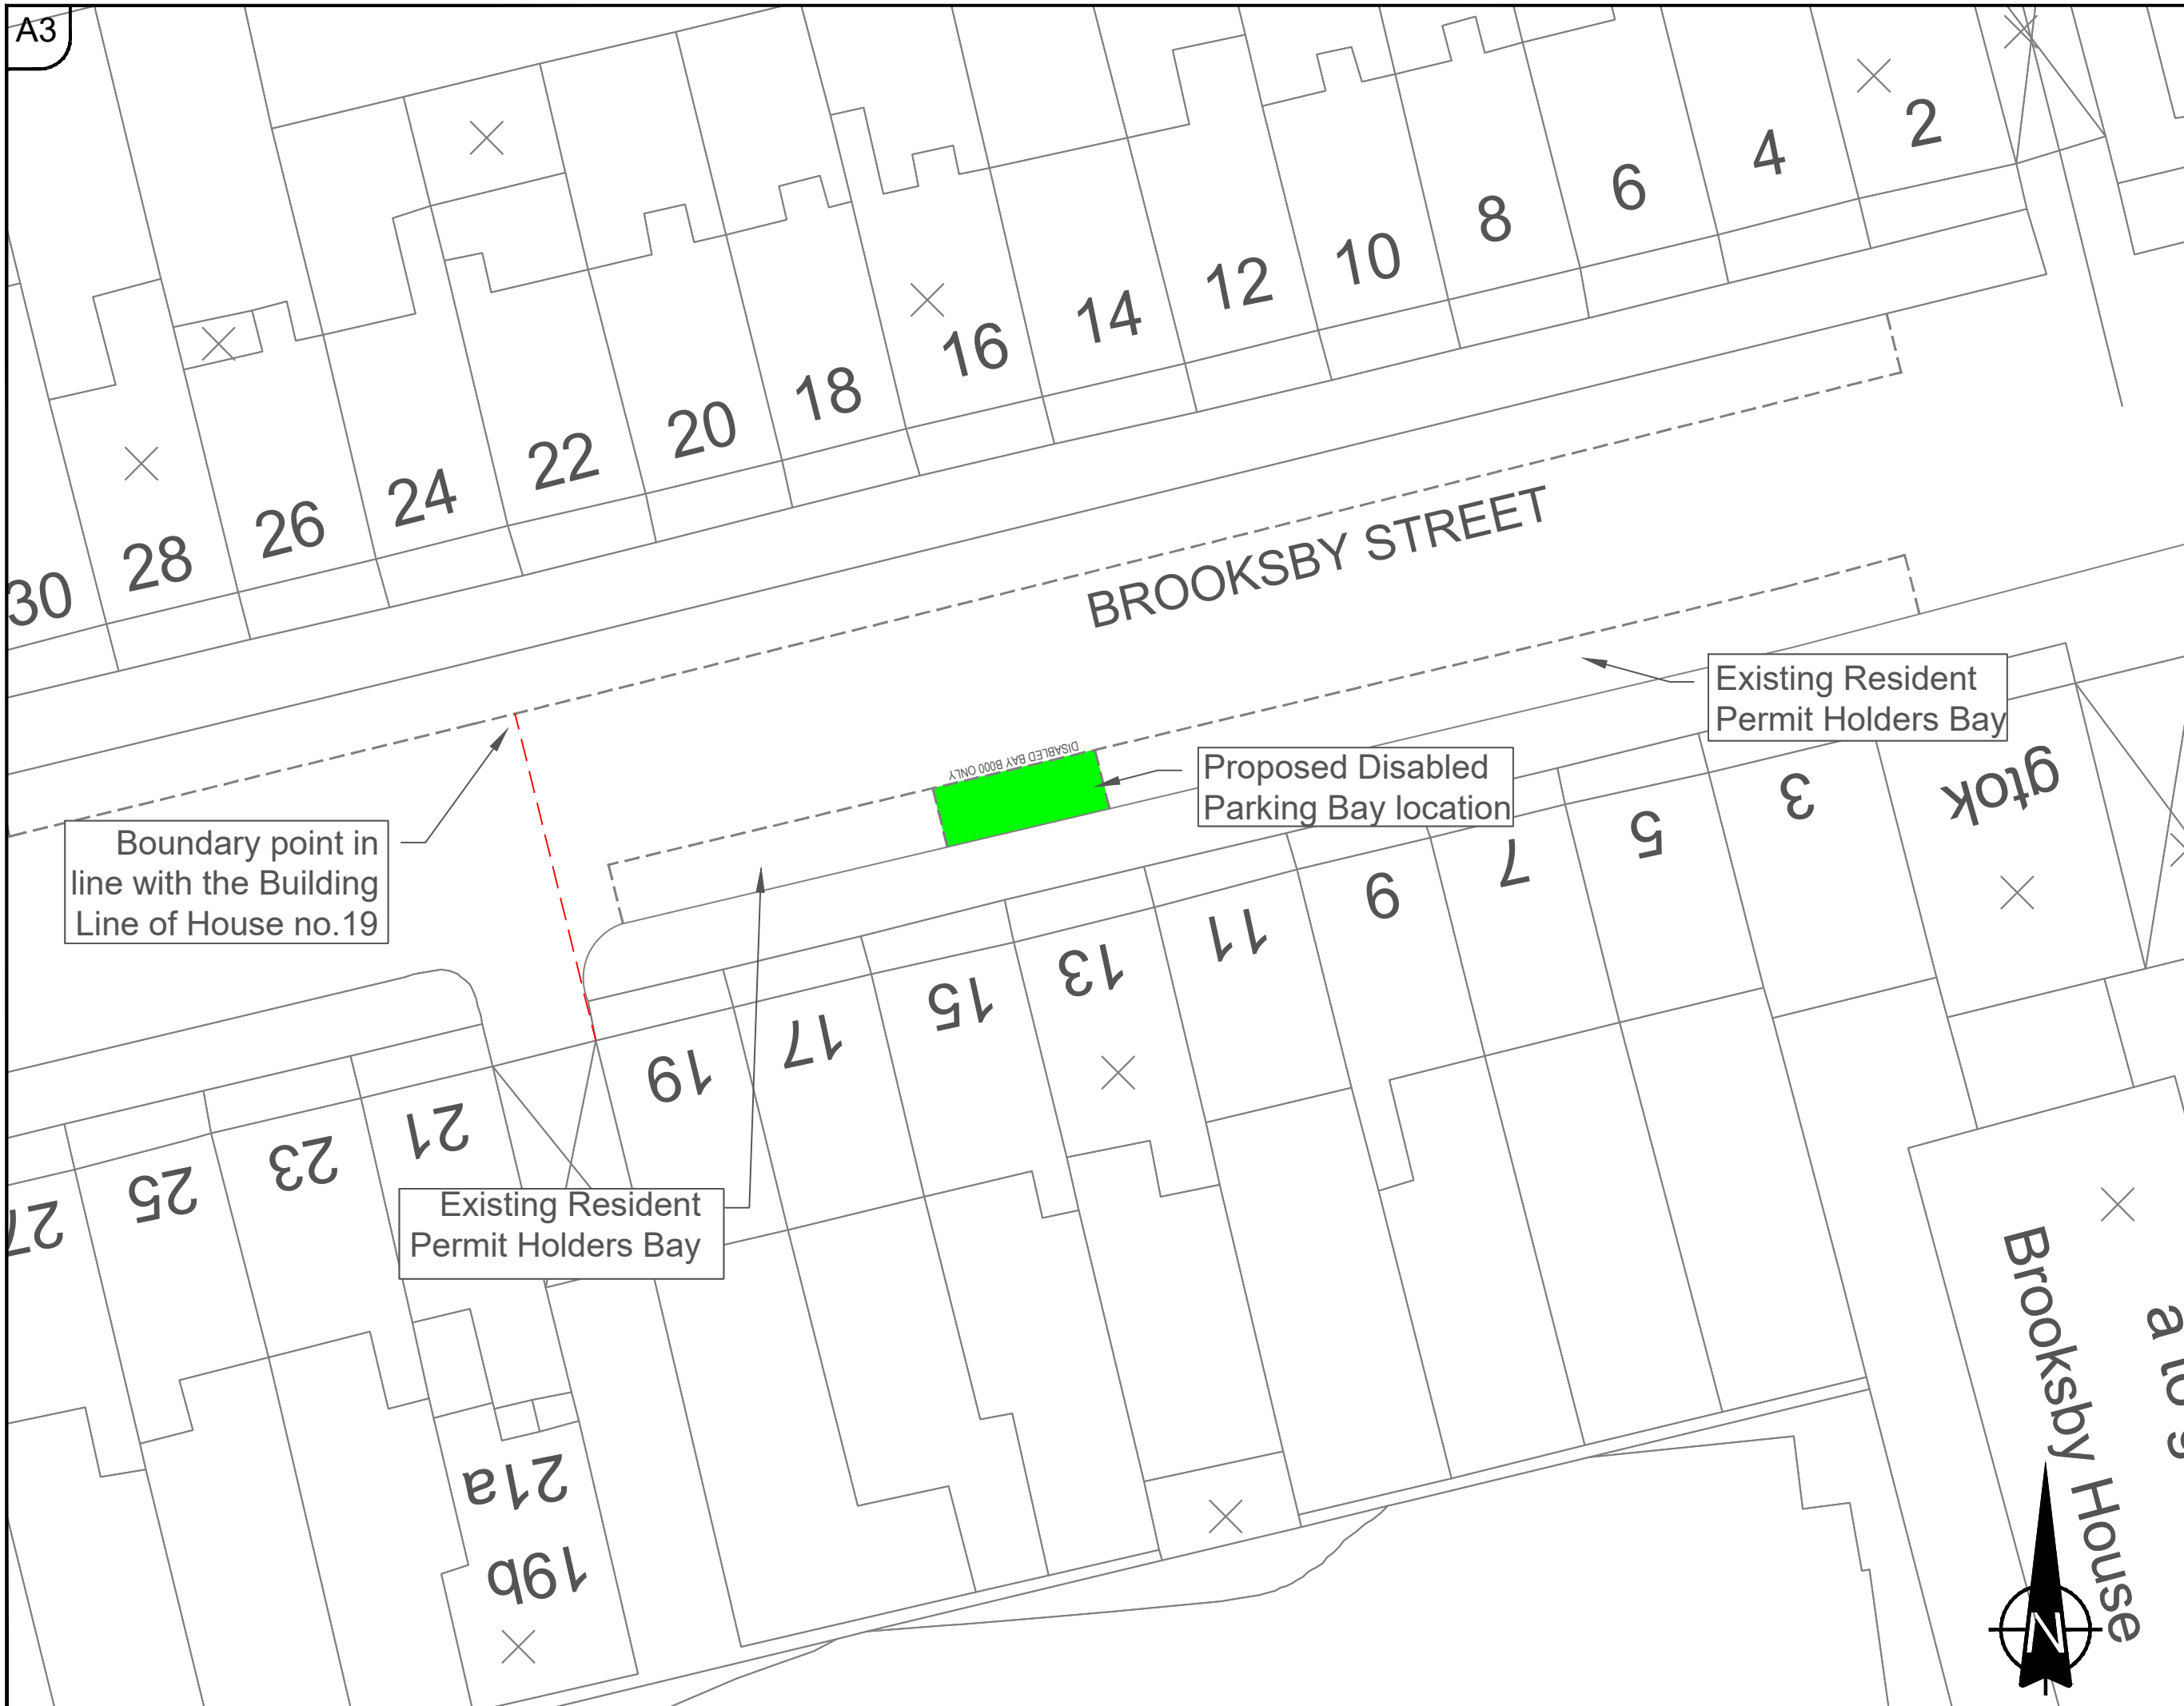 A3
2
4
6
8
10
12
14
16
18
20
22
24
26
28
30
BROOKSBY STREET
Existing Resident
Permit Holders Bay
DISABLED BAY B000 ONLY
Proposed Disabled
Parking Bay location
Boundary point in
line with the Building
Line of House no.19
gtok
3
5
7
9
11
13
15
17
19
21
23
25
27
Existing Resident
Permit Holders Bay
21a
19b
Brooksby House
a to
N